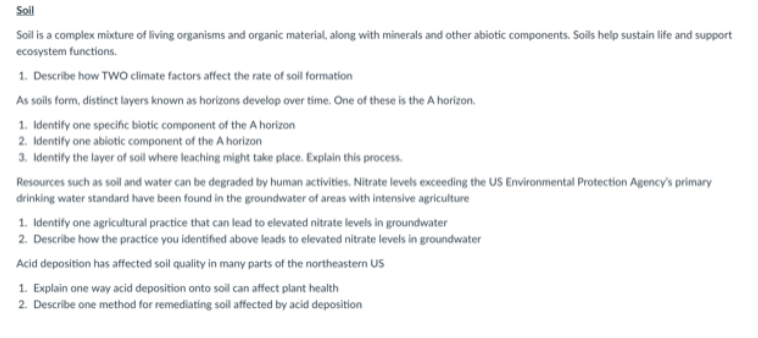 Soil
Soil is a complex mixture of living organisms and organic material, along with minerals and other abiotic components. Soils help sustain life and support
ecosystem functions.
1. Describe how TWO climate factors affect the rate of soil formation
As soils form, distinct layers known as horizons develop over time. One of these is the A horizon.
1. Identify one specific biotic component of the A horizon
2. Identify one abiotic component of the A horizon
3. Identify the layer of soil where leaching might take place. Explain this process.
Resources such as soil and water can be degraded by human activities. Nitrate levels exceeding the US Environmental Protection Agency's primary
drinking water standard have been found in the groundwater of areas with intensive agriculture
1. Identify one agricultural practice that can lead to elevated nitrate levels in groundwater
2. Describe how the practice you identified above leads to elevated nitrate levels in groundwater
Acid deposition has affected soil quality in many parts of the northeastern US
1. Explain one way acid deposition onto soil can affect plant health
2. Describe one method for remediating soil affected by acid deposition